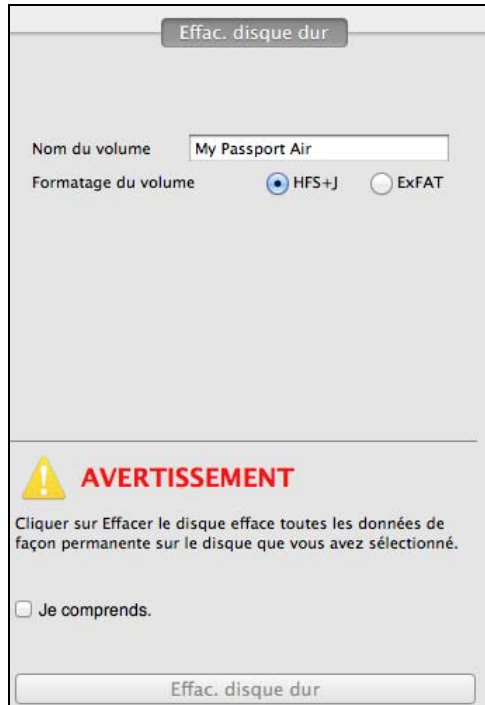 Effac. disque dur
Nom du volume My Passport Air
Formatage du volume HFS+J ExFAT
AVERTISSEMENT
Cliquer sur Effacer le disque efface toutes les données de
façon permanente sur le disque que vous avez sélectionné.
Je comprends.
Effac. disque dur